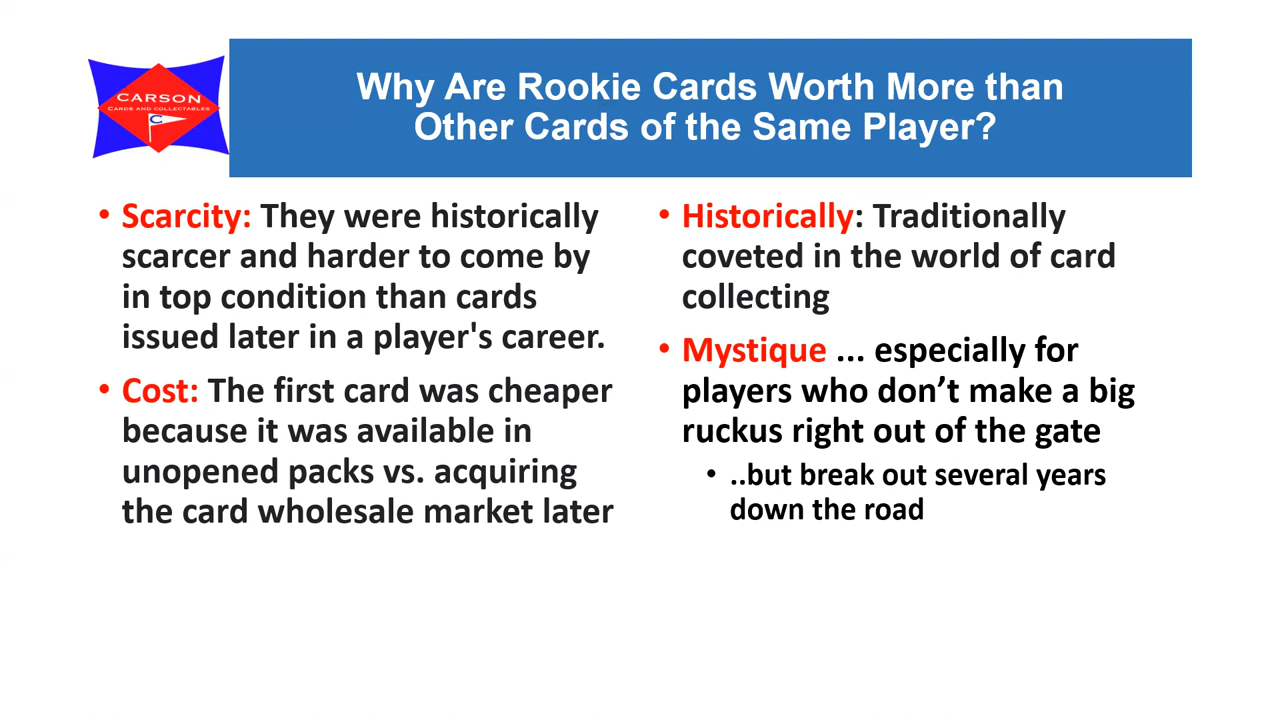 CARSON
CARDS AND COLLECTABLES
C
Why Are Rookie Cards Worth More than
Other Cards of the Same Player?
• Scarcity: They were historically
scarcer and harder to come by
in top condition than cards
issued later in a player's career.
• Cost: The first card was cheaper
because it was available in
unopened packs vs. acquiring
the card wholesale market later
• Historically: Traditionally
coveted in the world of card
collecting
• Mystique ... especially for
players who don’t make a big
ruckus right out of the gate
• ..but break out several years
down the road